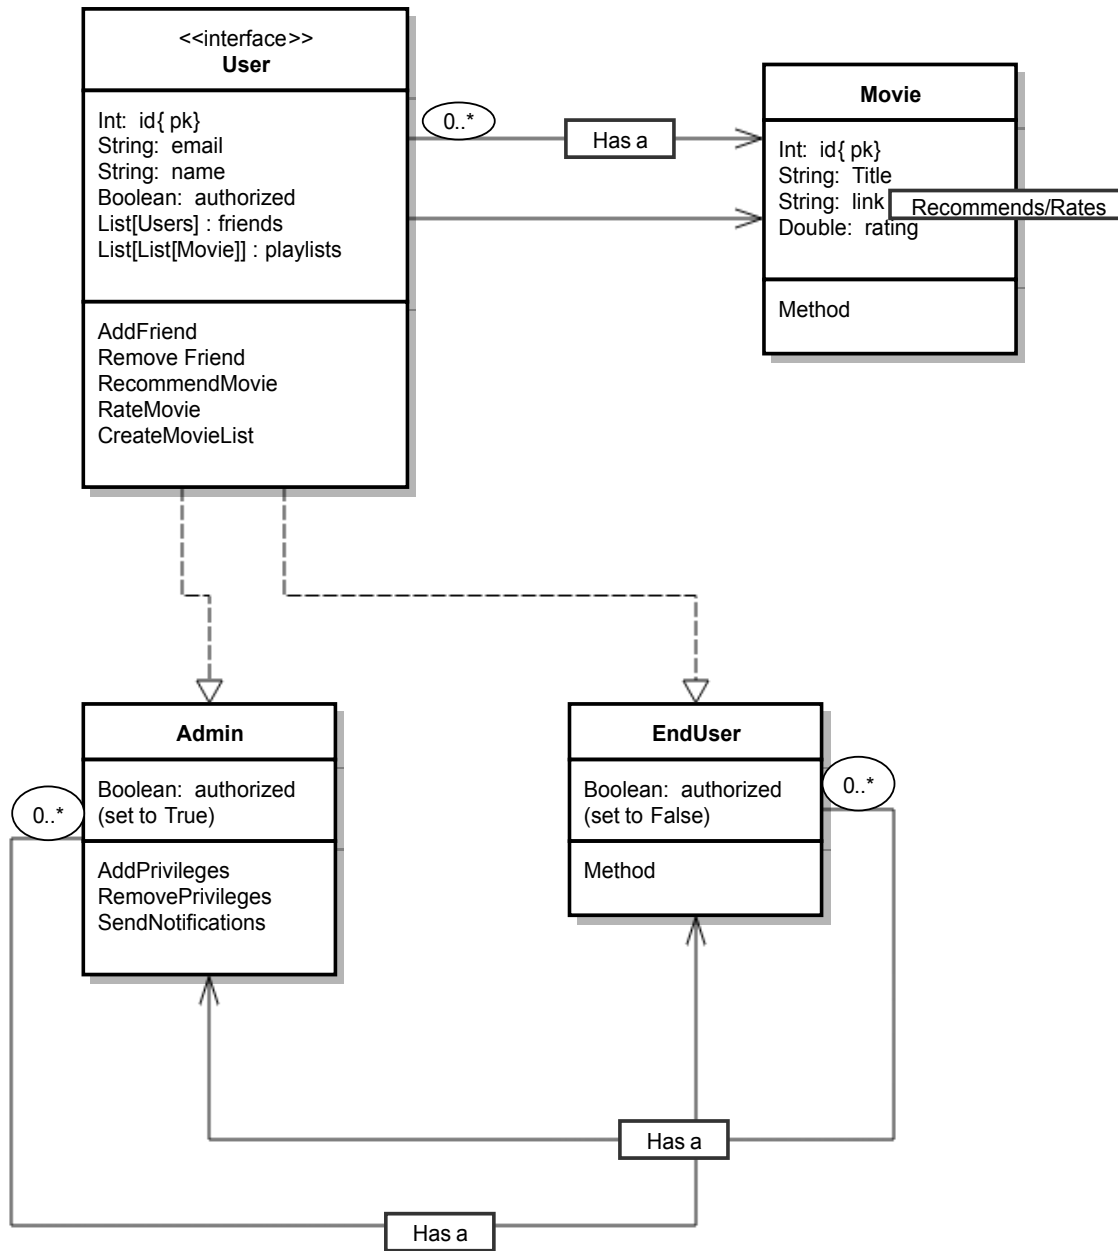 <<interface>>
User
Int: id{ pk}
String: email
String: name
Boolean: authorized
List[Users] : friends
List[List[Movie]] : playlists
AddFriend
Remove Friend
RecommendMovie
RateMovie
CreateMovieList
0..*
Has a
Movie
Int: id{ pk}
String: Title
String: link
Recommends/Rates
Double: rating
Method
Admin
Boolean: authorized
(set to True)
AddPrivileges
RemovePrivileges
SendNotifications
0..*
EndUser
Boolean: authorized
(set to False)
Method
0..*
Has a
Has a